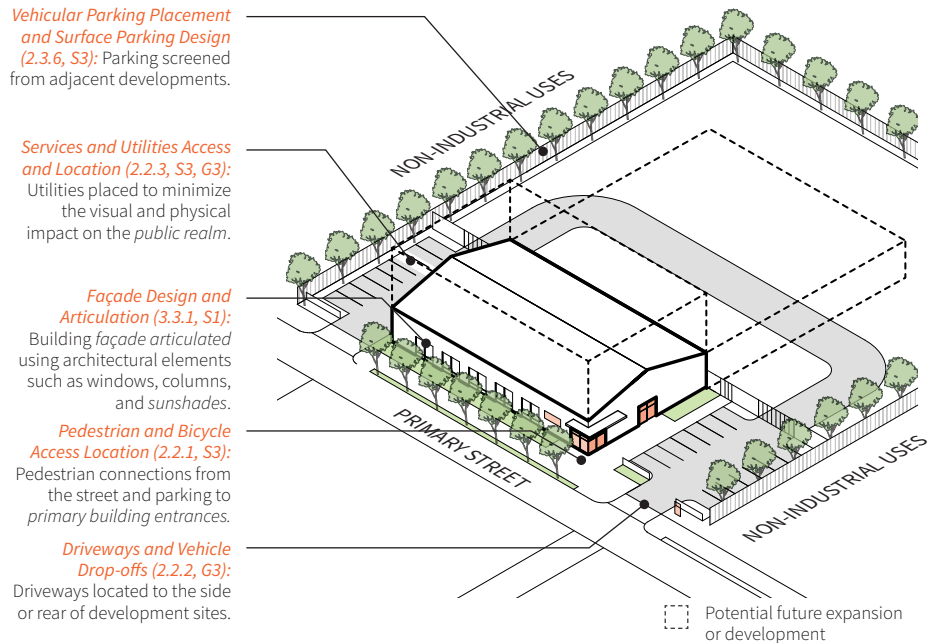 Vehicular Parking Placement
and Surface Parking Design
(2.3.6, S3): Parking screened
from adjacent developments.
NON-INDUSTRIAL USES
Services and Utilities Access
and Location (2.2.3, S3, G3):
Utilities placed to minimize
the visual and physical
impact on the public realm.
Façade Design and
Articulation (3.3.1, S1):
Building façade articulated
using architectural elements
such as windows, columns,
and sunshades.
PRIMARY STREET
Pedestrian and Bicycle
Access Location (2.2.1, S3):
Pedestrian connections from
the street and parking to
primary building entrances.
NON-INDUSTRIAL USES
Driveways and Vehicle
Drop-offs (2.2.2, G3):
Driveways located to the side
or rear of development sites.
Potential future expansion
or development